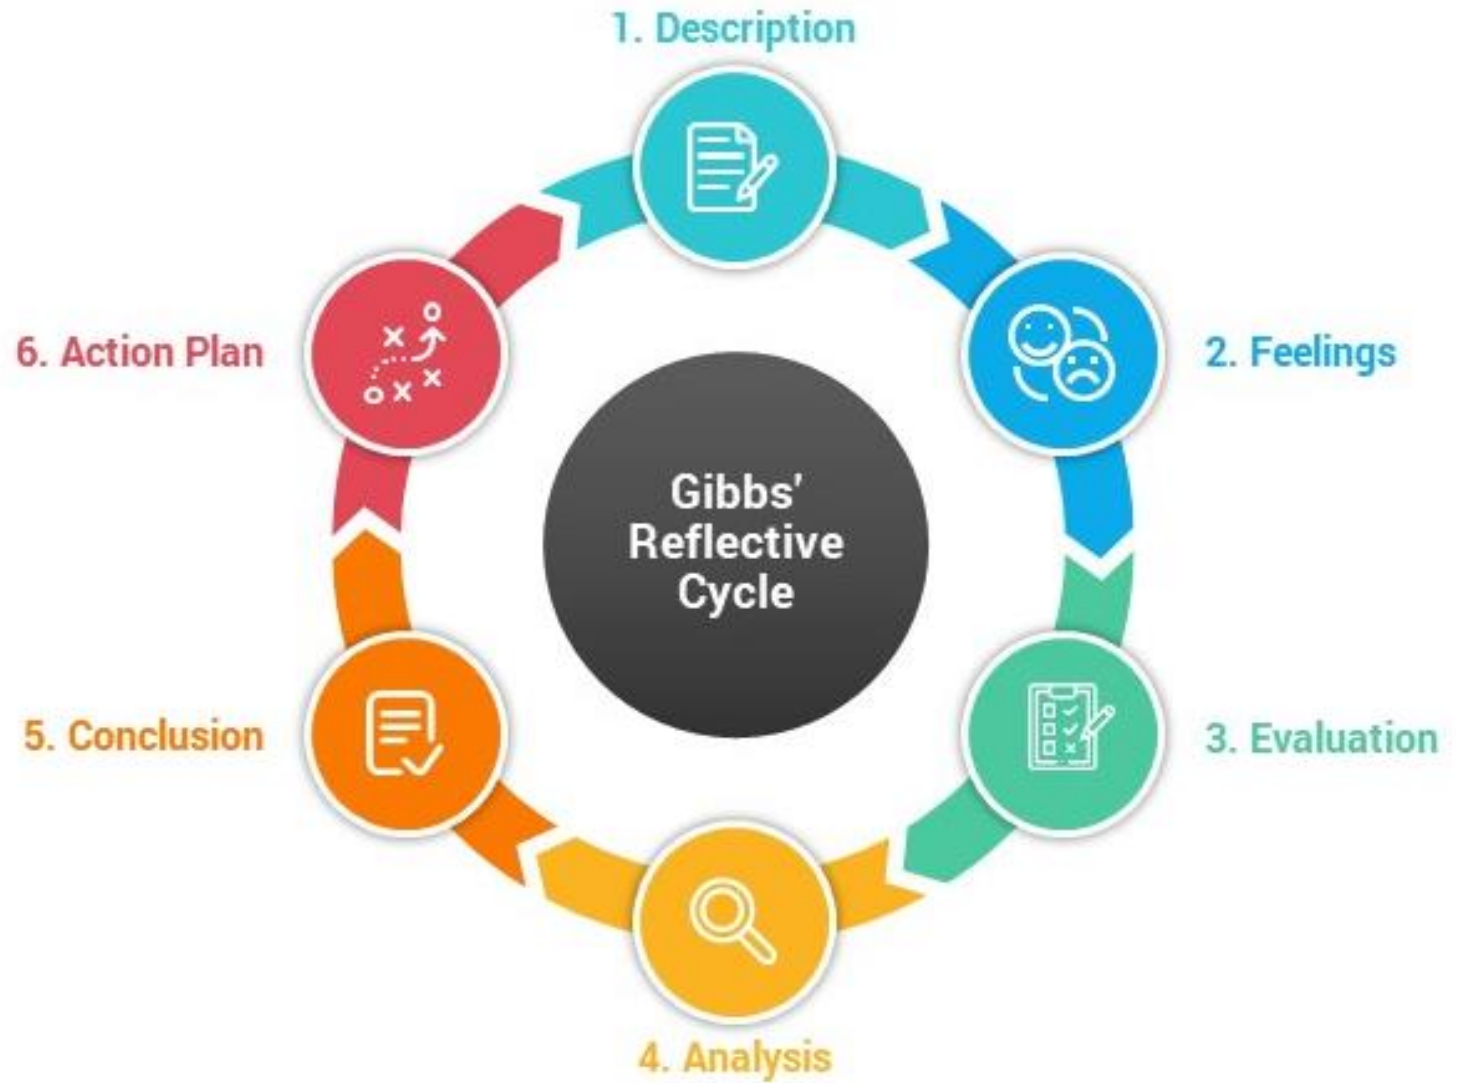 1. Description
2. Feelings
3. Evaluation
4. Analysis
5. Conclusion
6. Action Plan
Gibbs'
Reflective
Cycle